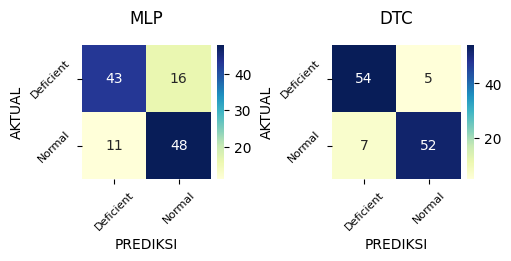 MLP
AKTUAL
Deficient
Normal
43
16
11
48
40
30
20
Deficient
Normal
PREDIKSI
DTC
AKTUAL
Deficient
Normal
54
5
7
52
40
20
Deficient
Normal
PREDIKSI